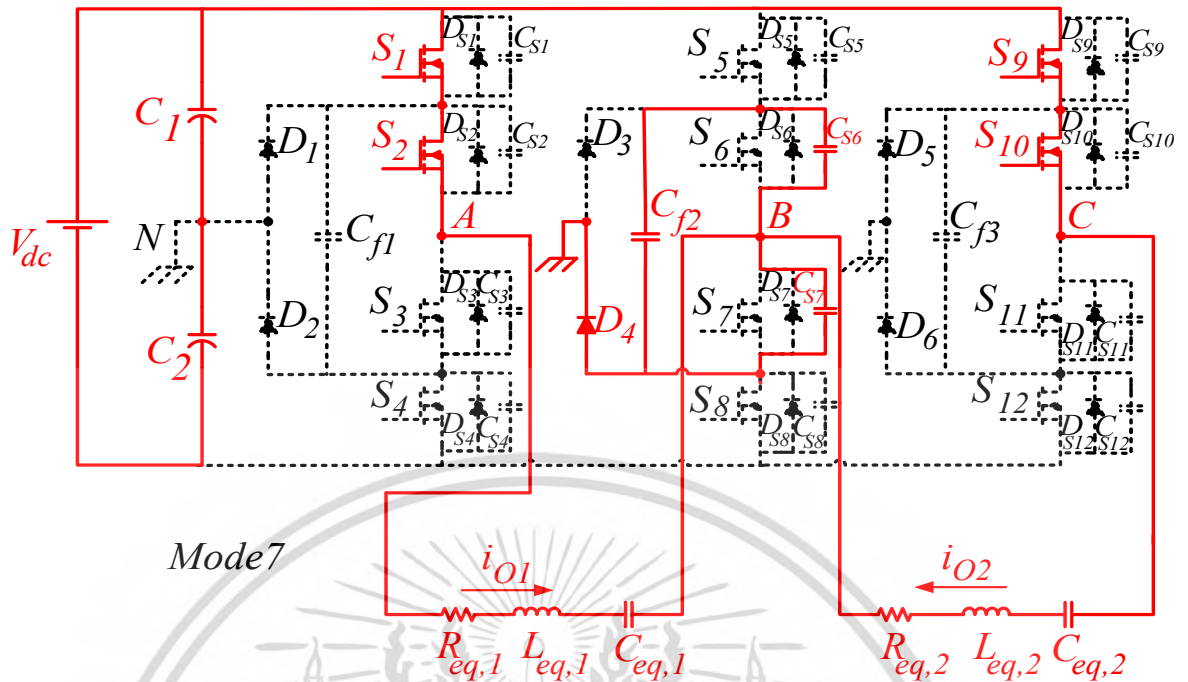 S1 DS1 CS1
S2 DS2 CS2
S3 DS3 CS3
S4 DS4 CS4
C1
C2
Vdc
N
D1
D2
Cf1
A
S5 DS5 CS5
S6 DS6 CS6
S7 DS7 CS7
S8 DS8 CS8
D3
D4
Cf2
B
S9 DS9 CS9
S10 DS10 CS10
S11 DS11 CS11
S12 DS12 CS12
D5
D6
Cf3
C
Mode7
iO1
iO2
Req,1 Leq,1 Ceq,1
Req,2 Leq,2 Ceq,2